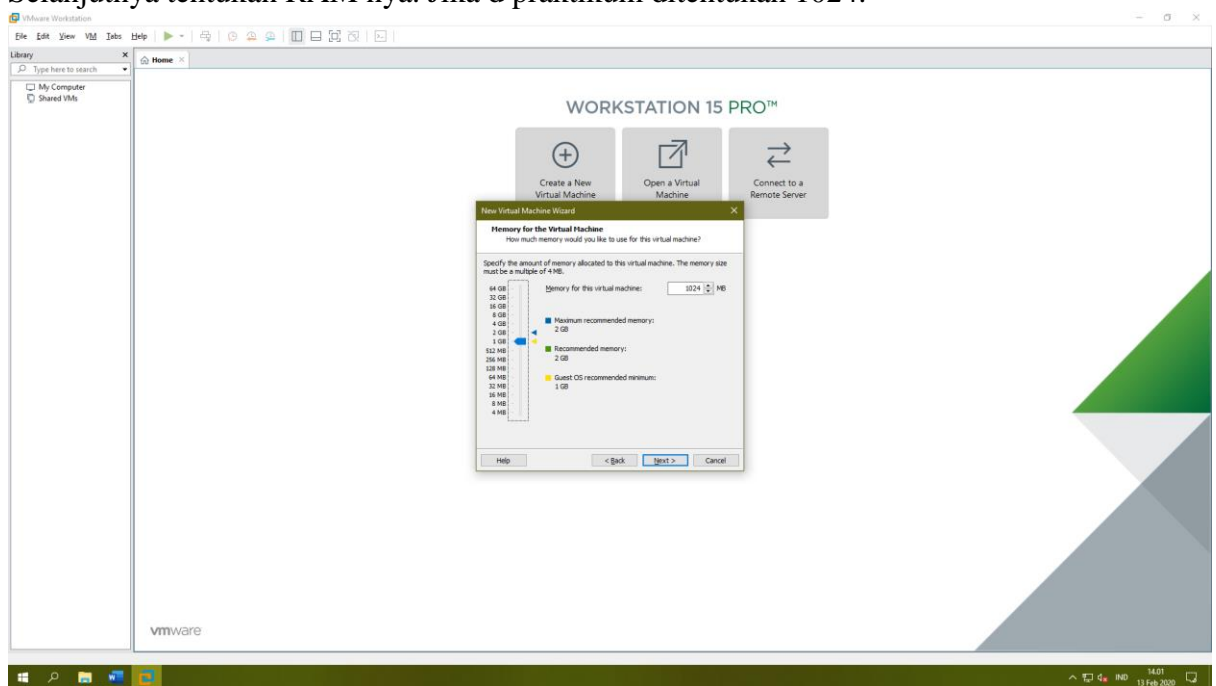 Selanjutnya tentukan RAM nya. Jika d praktinum ditentukan 1024.
VMware Workstation
File Edit View VM Tabs Help
Library
Type here to search
My Computer
Shared VMs
Home
WORKSTATION 15 PRO™
Create a New
Virtual Machine
Open a Virtual
Machine
Connect to a
Remote Server
New Virtual Machine Wizard
Memory for the Virtual Machine
How much memory would you like to use for this virtual machine?
Specify the amount of memory allocated to this virtual machine. The memory size
must be a multiple of 4 MB.
Memory for this virtual machine: 1024 MB
64 GB
32 GB
16 GB
8 GB
4 GB
2 GB
1 GB
512 MB
256 MB
128 MB
64 MB
32 MB
16 MB
8 MB
4 MB
Maximum recommended memory:
2 GB
Recommended memory:
2 GB
Guest OS recommended minimum:
1 GB
Help < Back Next > Cancel
vmware
IND
14.01
13 Feb 2020